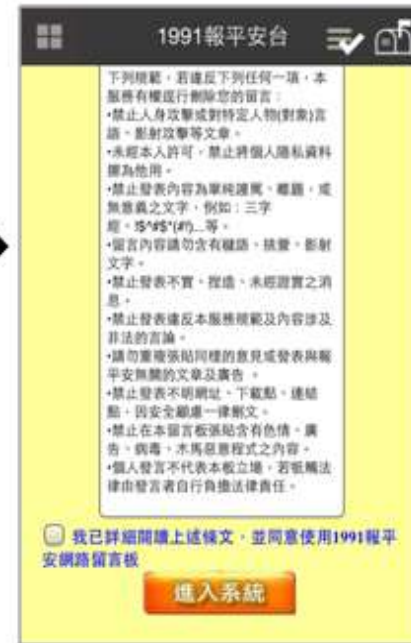 1991報平安台
下列規範，若違反下列任何一項，本
服務有權逕行刪除您的留言：
•禁止人身攻擊或對特定人物(對象)言
語、影射攻擊等文章。
•未經本人許可，禁止將個人隱私資料
挪為他用。
•禁止發表內容為單純謾罵、離題，或
無意義之文字，例如：三字
經，!$^#$*(#!)...等。
•留言內容請勿含有穢語、挑釁、影射
文字。
•禁止發表不實、捏造、未經證實之消
息。
•禁止發表違反本服務規範及內容涉及
非法的言論。
•請勿重複張貼同樣的意見或發表與報
平安無關的文章及廣告 。
•禁止發表不明網址、下載點、連結
點，因安全顧慮一律刪文。
•禁止在本留言板張貼含有色情、廣
告、病毒、木馬惡意程式之內容。
•個人發言不代表本板立場，若牴觸法
律由發言者自行負擔法律責任。
我已詳細閱讀上述條文，並同意使用1991報平
安網路留言板
進入系統